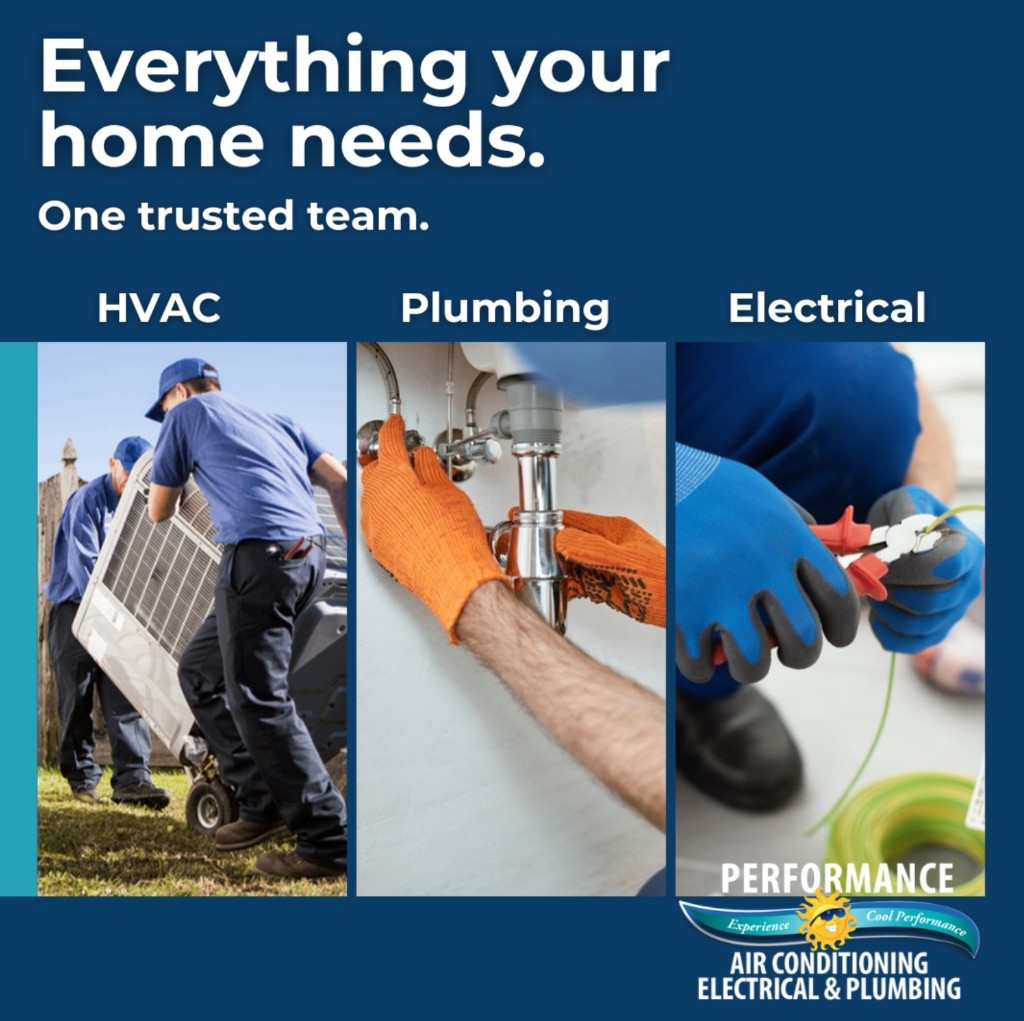 Everything your
home needs.
One trusted team.
HVAC
Plumbing
Electrical
PERFORMANCE
Experience Cool Performance
AIR CONDITIONING
ELECTRICAL & PLUMBING